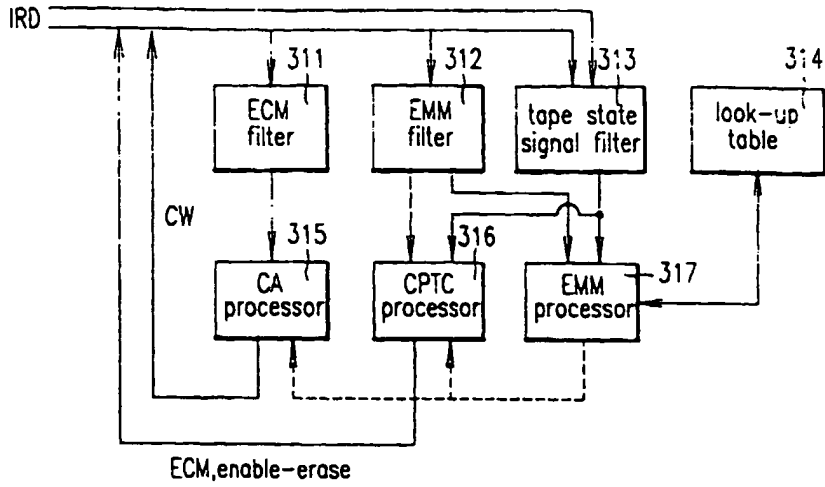 IRD
311
312
313
314
ECM
filter
EMM
filter
tape state
signal filter
look-up
table
CW
315
316
317
CA
processor
CPTC
processor
EMM
processor
ECM,enable-erase